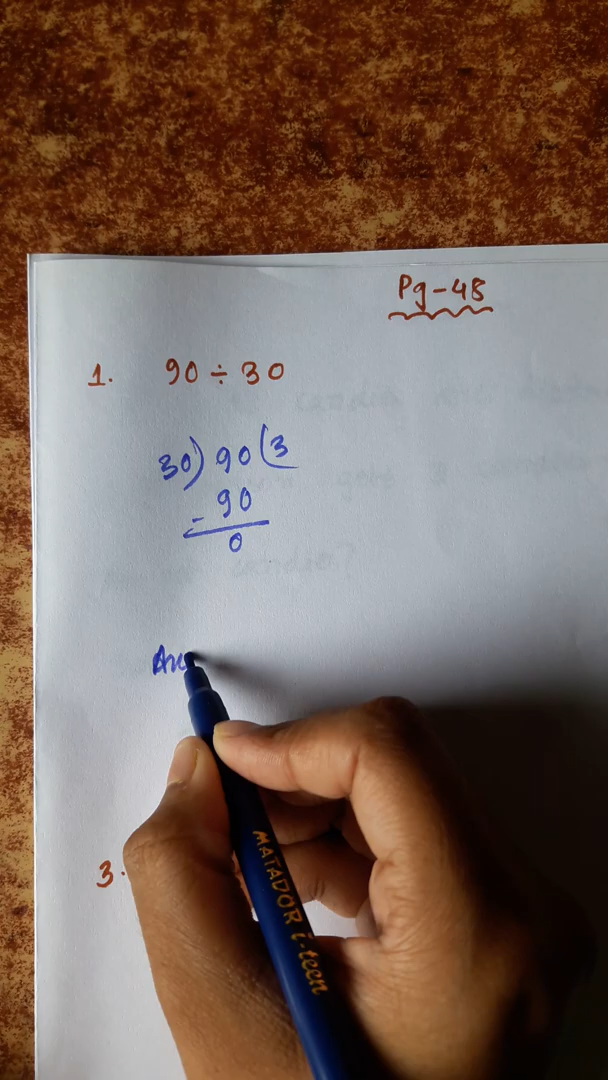 Pg-48
1. 90 ÷ 30
30) 90 (3
- 90
0
3.
MATADOR i-teen